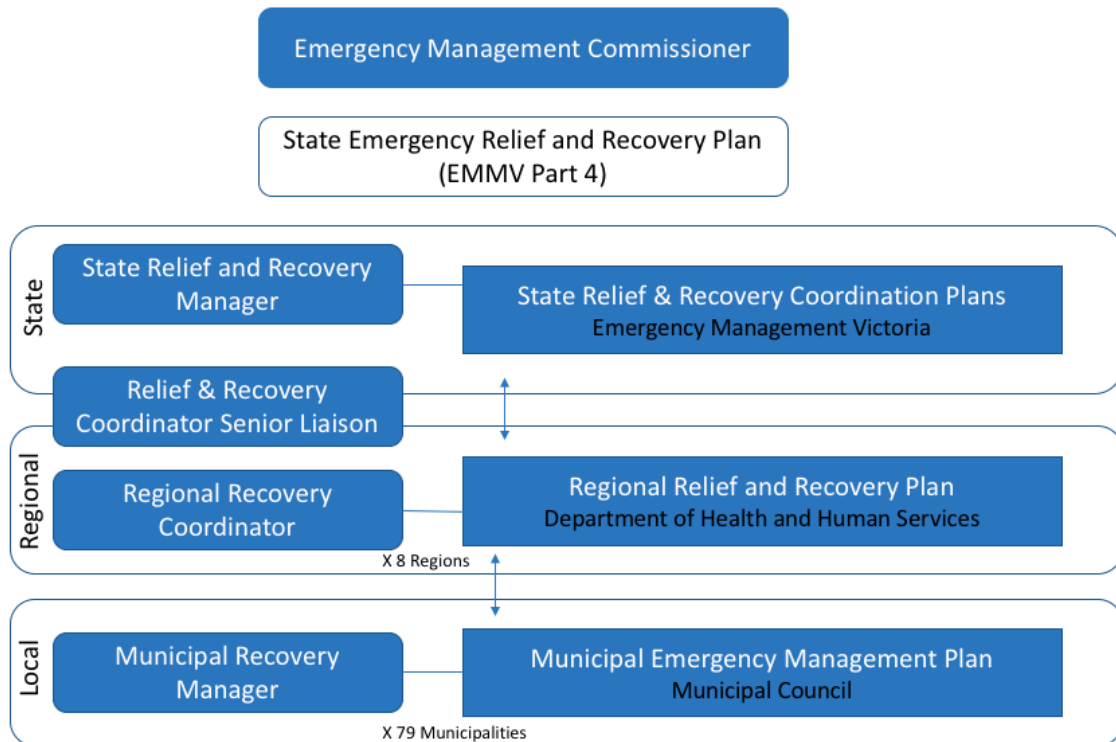 Emergency Management Commissioner
State Emergency Relief and Recovery Plan
(EMMV Part 4)
State
State Relief and Recovery
Manager
State Relief & Recovery Coordination Plans
Emergency Management Victoria
Relief & Recovery
Coordinator Senior Liaison
Regional
Regional Recovery
Coordinator
Regional Relief and Recovery Plan
Department of Health and Human Services
X 8 Regions
Local
Municipal Recovery
Manager
Municipal Emergency Management Plan
Municipal Council
X 79 Municipalities